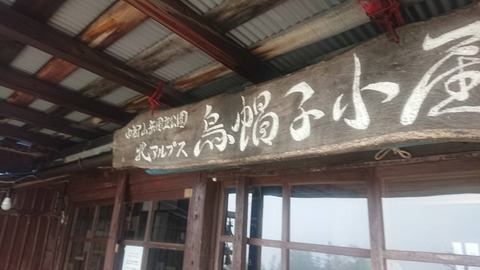 中部山岳国立公園
北アルプス 烏帽子小屋